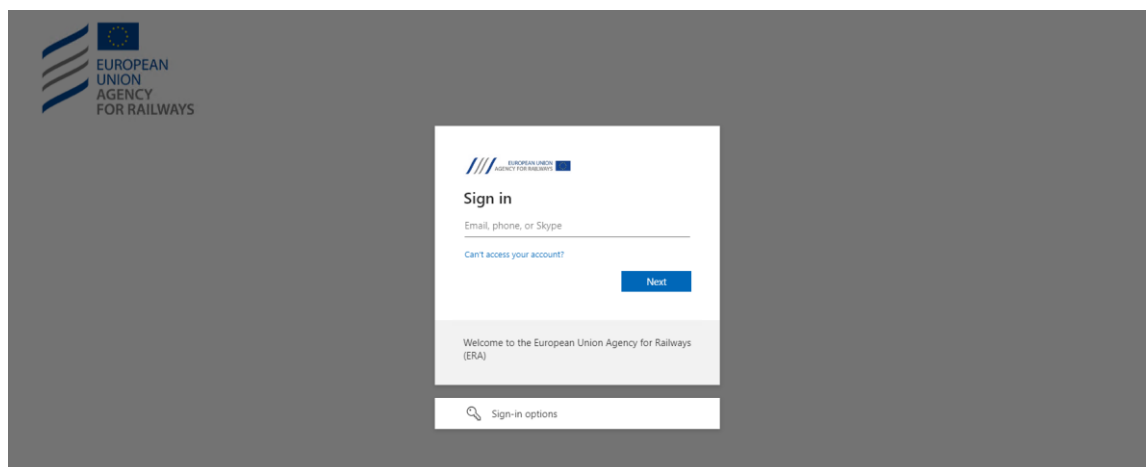 EUROPEAN
UNION
AGENCY
FOR RAILWAYS
EUROPEAN UNION
AGENCY FOR RAILWAYS
Sign in
Email, phone, or Skype
Can't access your account?
Next
Welcome to the European Union Agency for Railways
(ERA)
Sign-in options